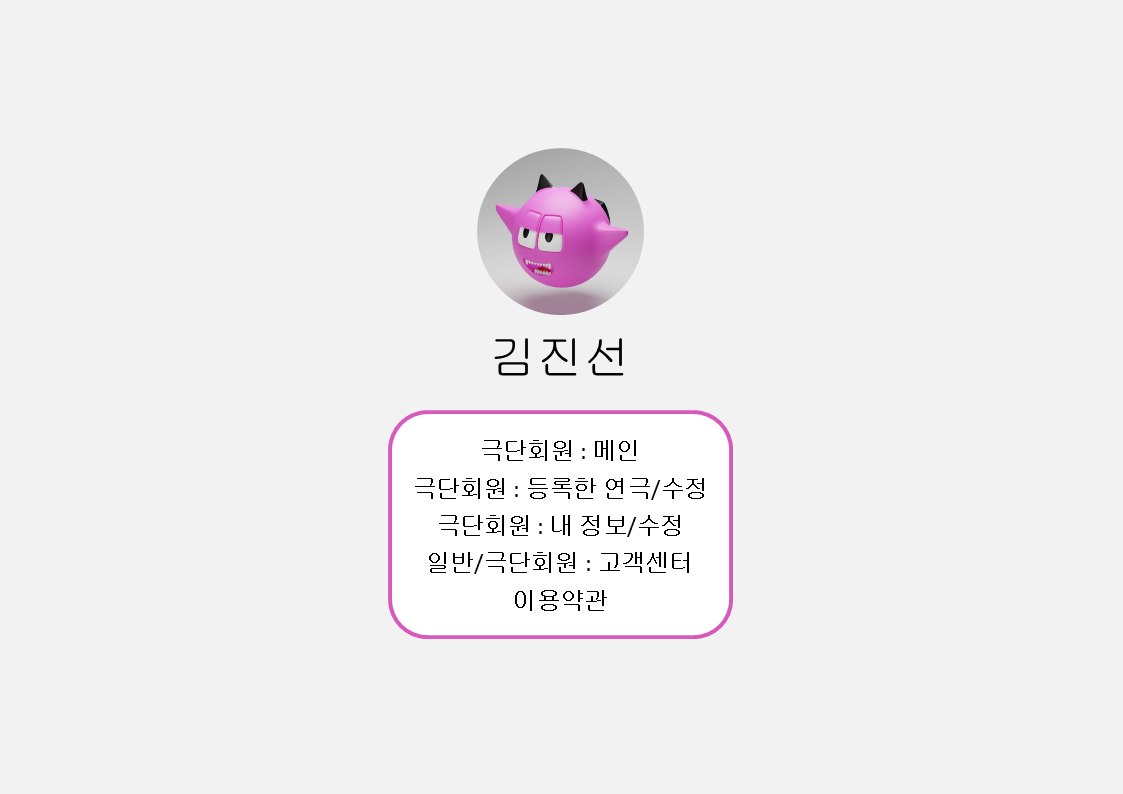 김진선
극단회원 : 메인
극단회원 : 등록한 연극/수정
극단회원 : 내 정보/수정
일반/극단회원 : 고객센터
이용약관